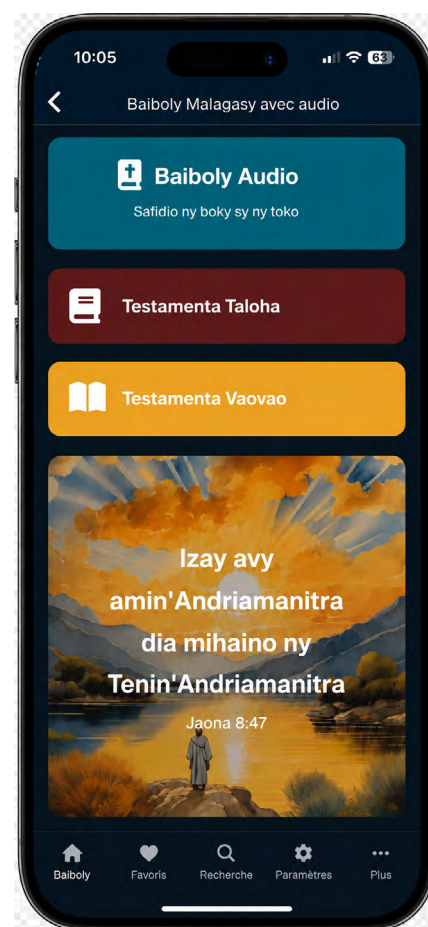 10:05
63
Baiboly Malagasy avec audio
Baiboly Audio
Safidio ny boky sy ny toko
Testamenta Taloha
Testamenta Vaovao
Izay avy
amin'Andriamanitra
dia mihaino ny
Tenin'Andriamanitra
Jaona 8:47
Baiboly
Favoris
Recherche
Paramètres
Plus